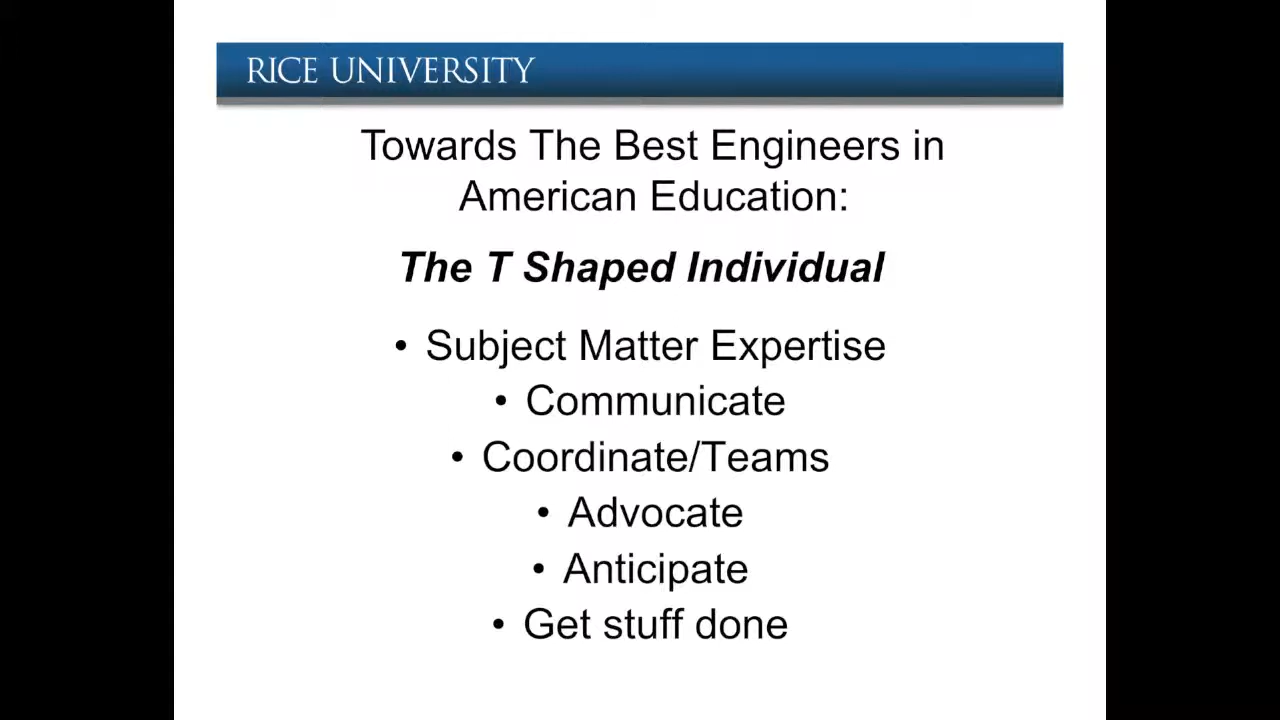 RICE UNIVERSITY
Towards The Best Engineers in
American Education:
The T Shaped Individual
• Subject Matter Expertise
• Communicate
• Coordinate/Teams
• Advocate
• Anticipate
• Get stuff done